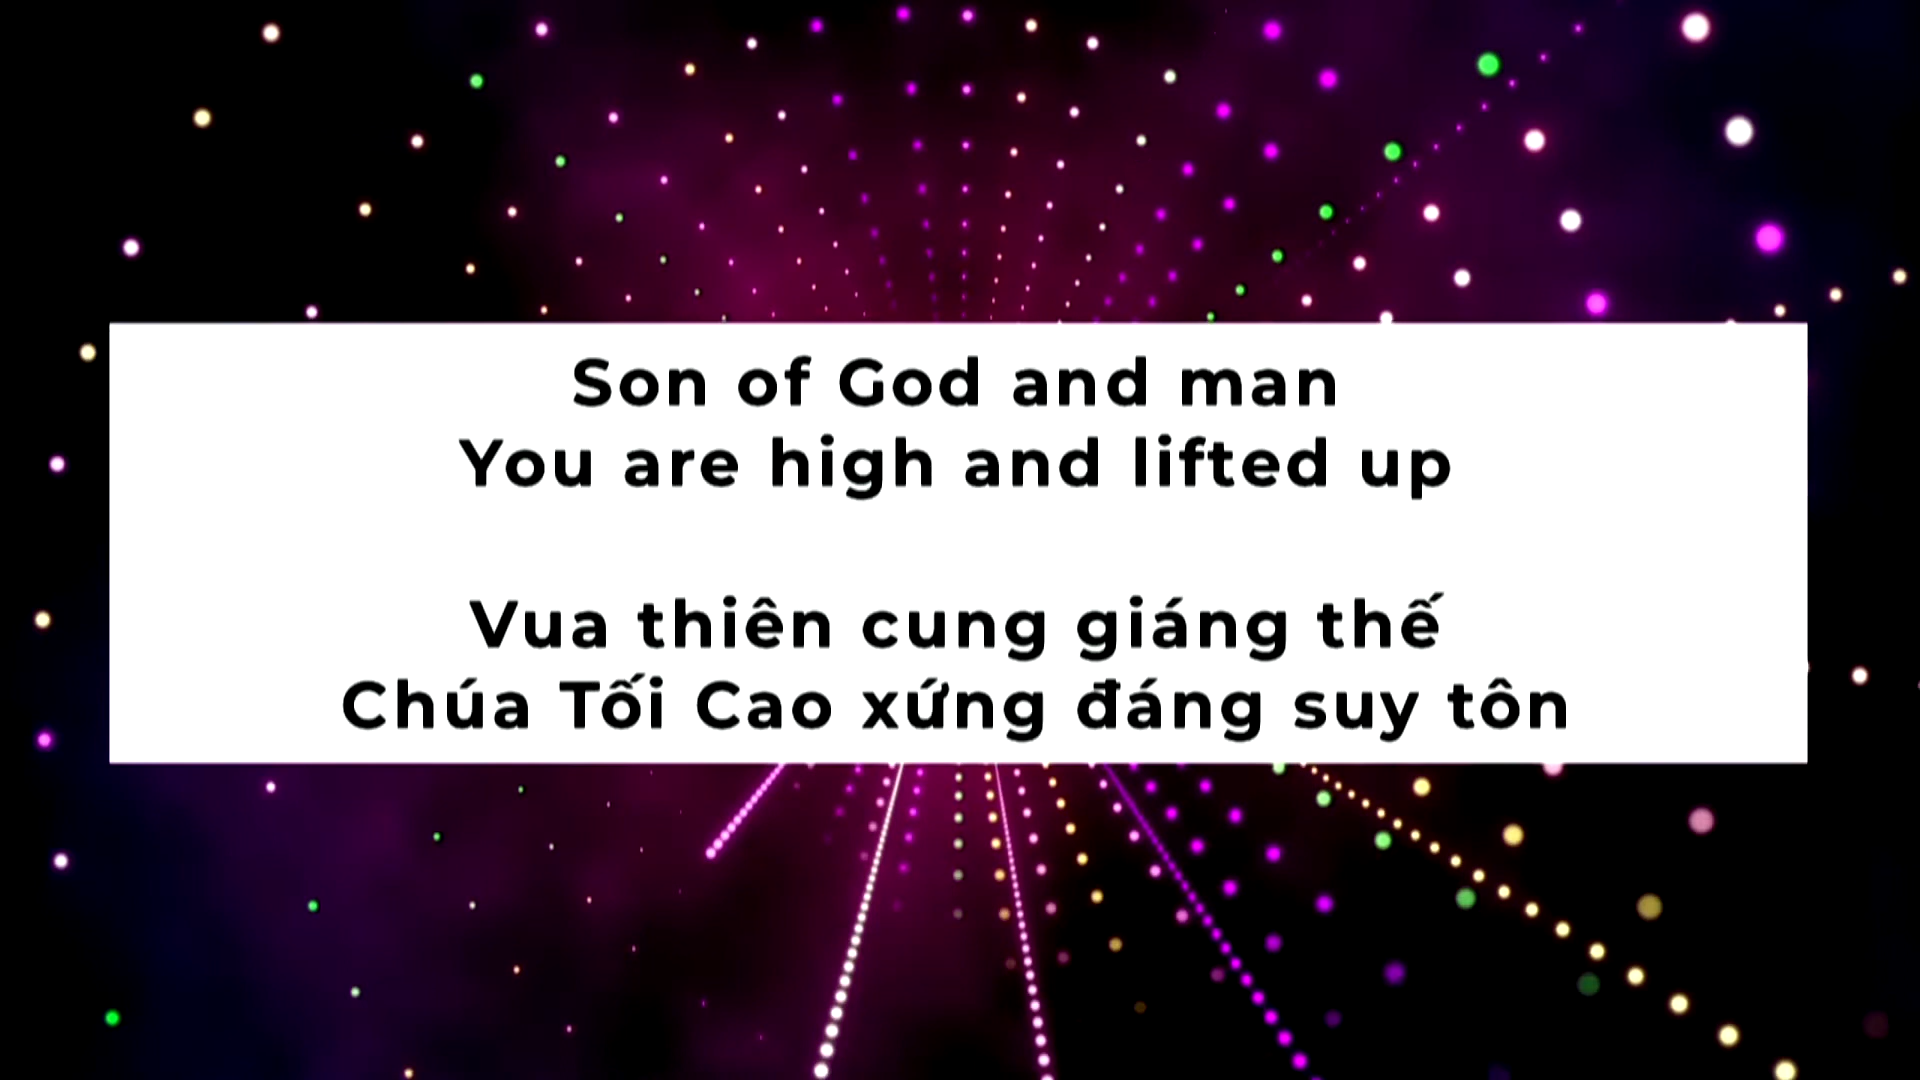 Son of God and man
You are high and lifted up
Vua thiên cung giáng thế
Chúa Tối Cao xứng đáng suy tôn